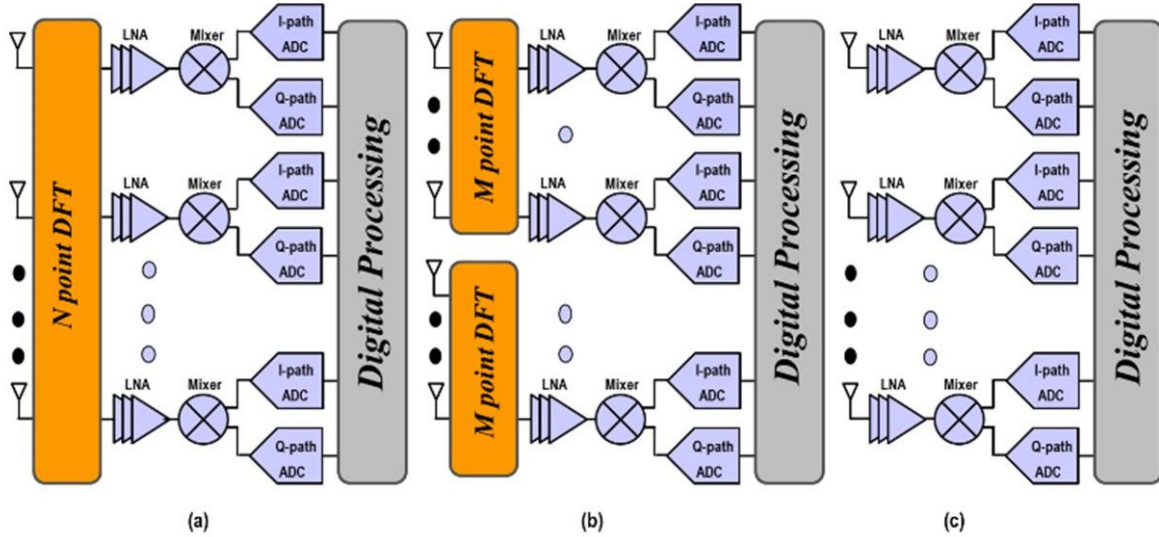 N point DFT
LNA
Mixer
I-path
ADC
Q-path
ADC
LNA
Mixer
I-path
ADC
Q-path
ADC
LNA
Mixer
I-path
ADC
Q-path
ADC
Digital Processing
(a)
M point DFT
M point DFT
LNA
Mixer
I-path
ADC
Q-path
ADC
LNA
Mixer
I-path
ADC
Q-path
ADC
LNA
Mixer
I-path
ADC
Q-path
ADC
Digital Processing
(b)
LNA
Mixer
I-path
ADC
Q-path
ADC
LNA
Mixer
I-path
ADC
Q-path
ADC
LNA
Mixer
I-path
ADC
Q-path
ADC
Digital Processing
(c)